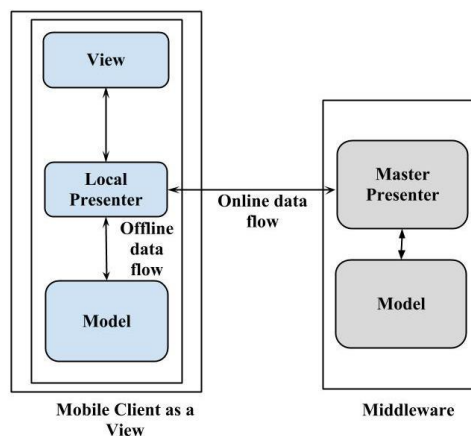 View
Local
Presenter
Offline
data
flow
Model
Mobile Client as a
View
Online data
flow
Master
Presenter
Model
Middleware